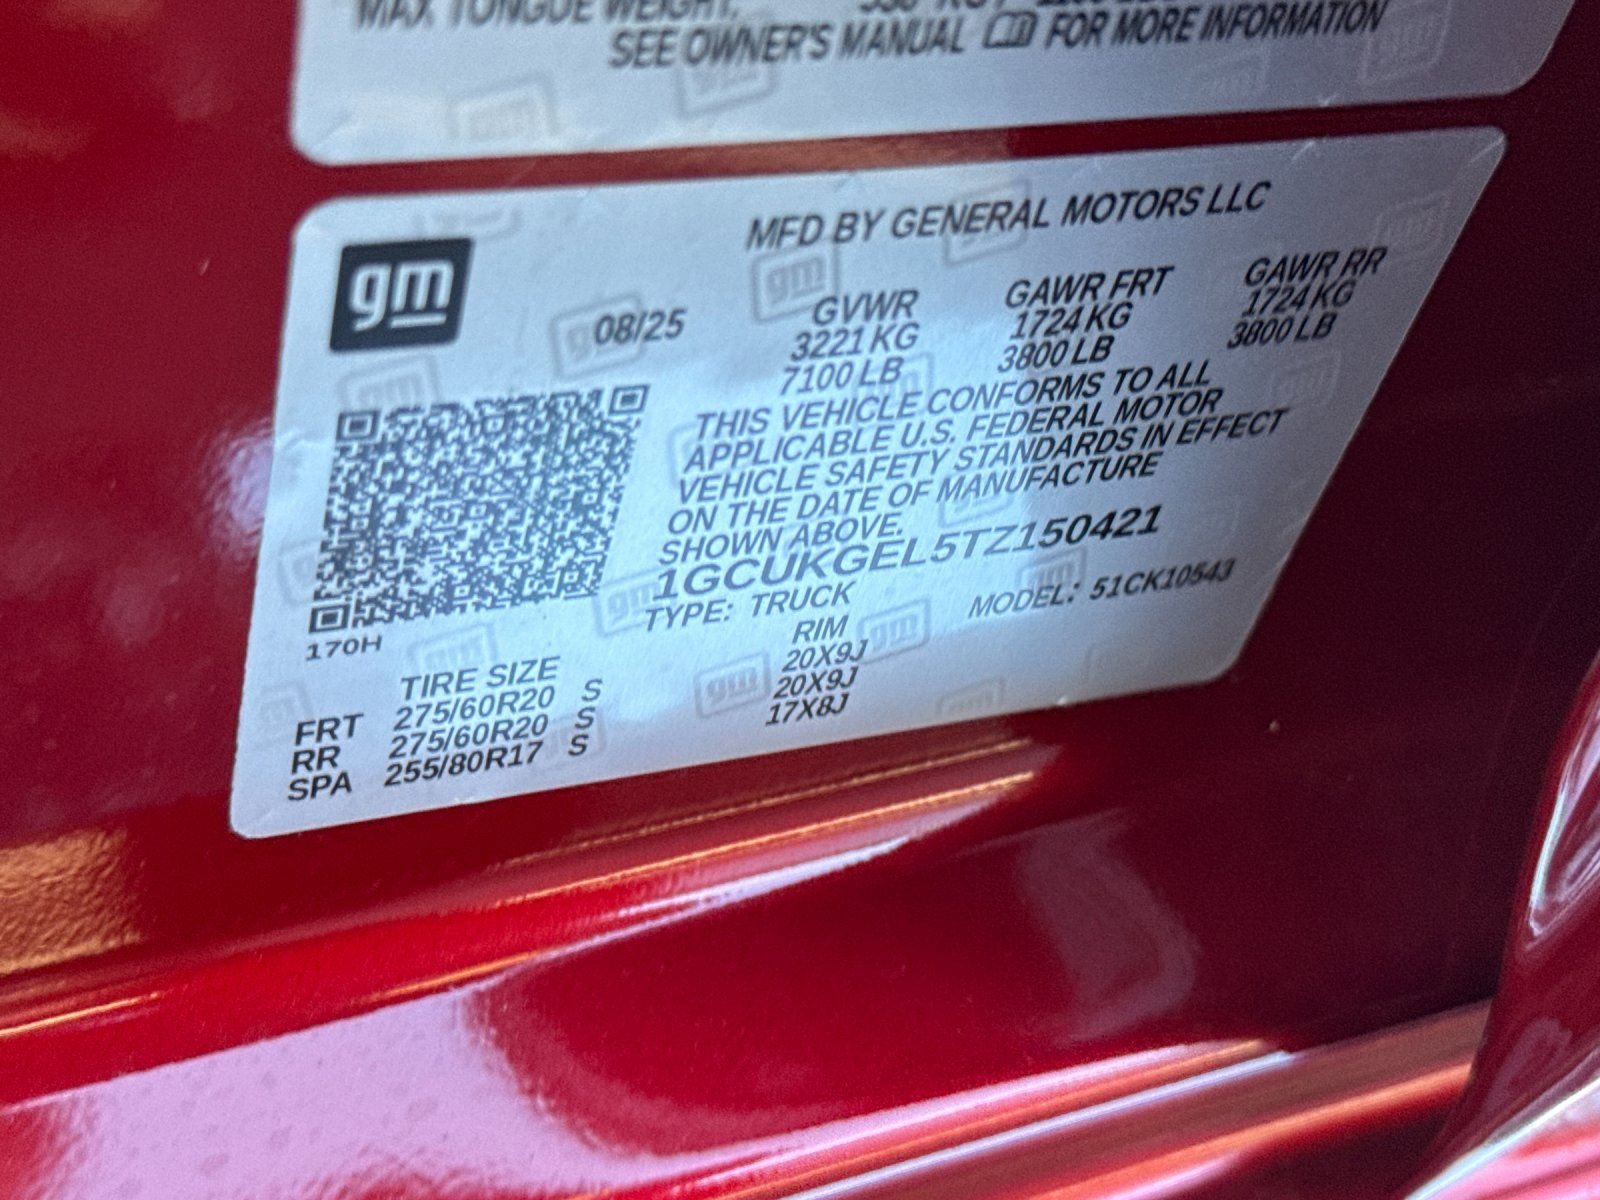 MAX. TONGUE WEIGHT:
SEE OWNER'S MANUAL FOR MORE INFORMATION
gm
MFD BY GENERAL MOTORS LLC
08/25
GVWR GAWR FRT GAWR RR
3221 KG 1724 KG 1724 KG
7100 LB 3800 LB 3800 LB
THIS VEHICLE CONFORMS TO ALL
APPLICABLE U.S. FEDERAL MOTOR
VEHICLE SAFETY STANDARDS IN EFFECT
ON THE DATE OF MANUFACTURE
SHOWN ABOVE.
1GCUKGEL5TZ150421
TYPE: TRUCK MODEL: 51CK10543
170H
TIRE SIZE RIM
FRT 275/60R20 S 20X9J
RR 275/60R20 S 20X9J
SPA 255/80R17 S 17X8J